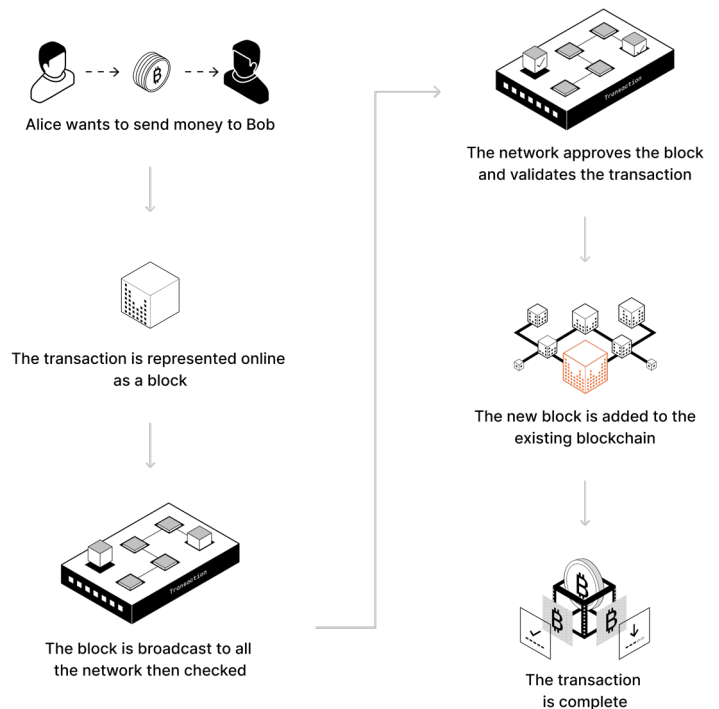 Alice wants to send money to Bob
The transaction is represented online
as a block
Transaction
The block is broadcast to all
the network then checked
Transaction
The network approves the block
and validates the transaction
The new block is added to the
existing blockchain
The transaction
is complete